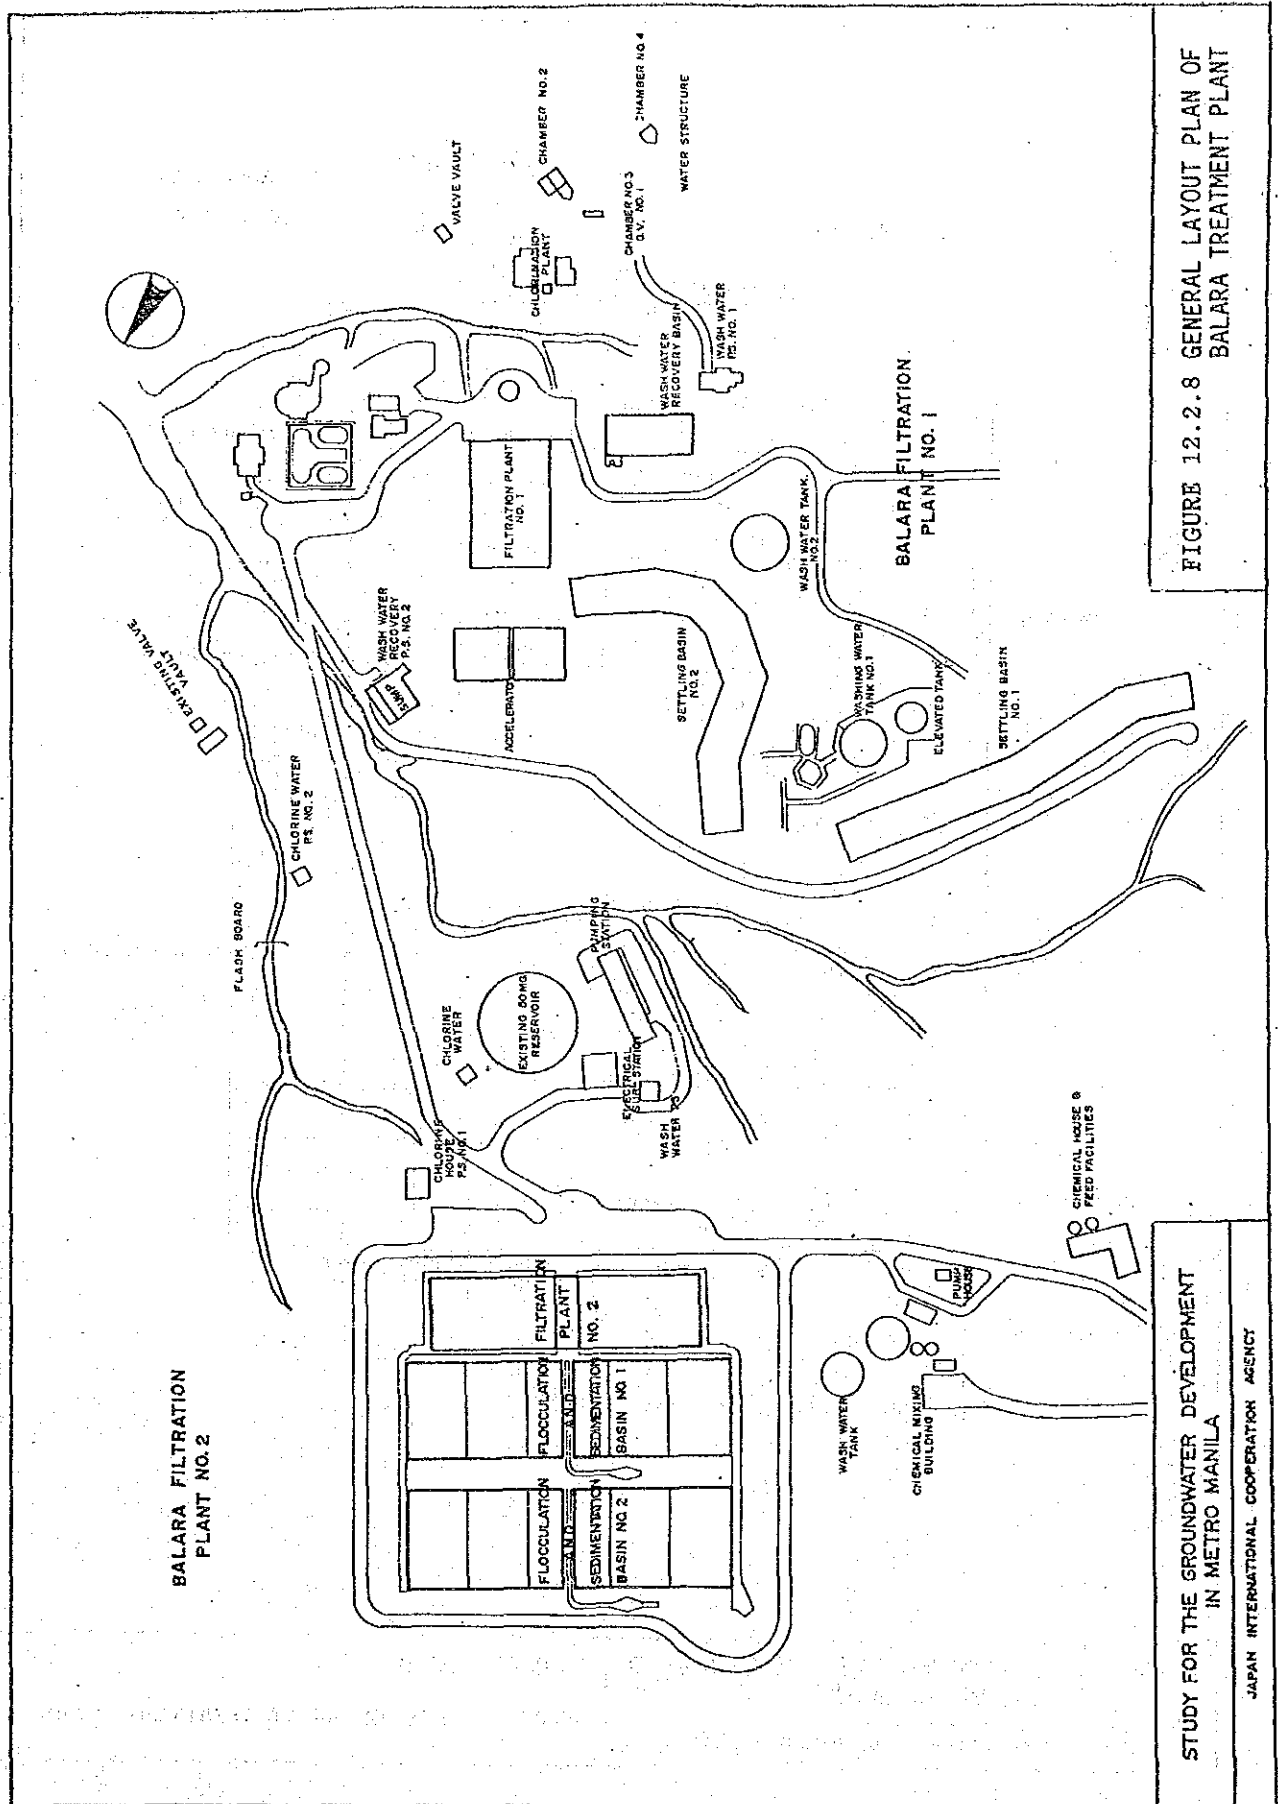 BALARA FILTRATION
PLANT NO. 2
FLOCCULATION
AND
SEDIMENTATION
BASIN NO. 2
FLOCCULATION
AND
SEDIMENTATION
BASIN NO. 1
FILTRATION
PLANT
NO. 2
CHLORINE
HOUSE
P.S. NO. 1
CHLORINE
WATER
FLASH BOARD
CHLORINE WATER
P.S. NO. 2
EXISTING VALVE
VAULT
EXISTING 50MG
RESERVOIR
PUMPING
STATION
ELECTRICAL
STATION
WASH
WATER PS
WASH WATER
TANK
CHEMICAL MIXING
BUILDING
PUMP
HOUSE
CHEMICAL HOUSE &
FEED FACILITIES
WASH WATER
RECOVERY
P.S. NO. 2
SUMP
ACCELERATOR
FILTRATION PLANT
NO. 1
SETTLING BASIN
NO. 2
WASHING WATER
TANK NO. 1
ELEVATED TANK
SETTLING BASIN
NO. 1
WASH WATER TANK
NO. 2
BALARA FILTRATION
PLANT NO. 1
WASH WATER
RECOVERY BASIN
WASH WATER
P.S. NO. 1
CHLORINATION
PLANT
VALVE VAULT
CHAMBER NO. 2
CHAMBER NO. 3
G.V. NO. 1
CHAMBER NO. 4
WATER STRUCTURE
STUDY FOR THE GROUNDWATER DEVELOPMENT
IN METRO MANILA
JAPAN INTERNATIONAL COOPERATION AGENCY
FIGURE 12.2.8 GENERAL LAYOUT PLAN OF
BALARA TREATMENT PLANT